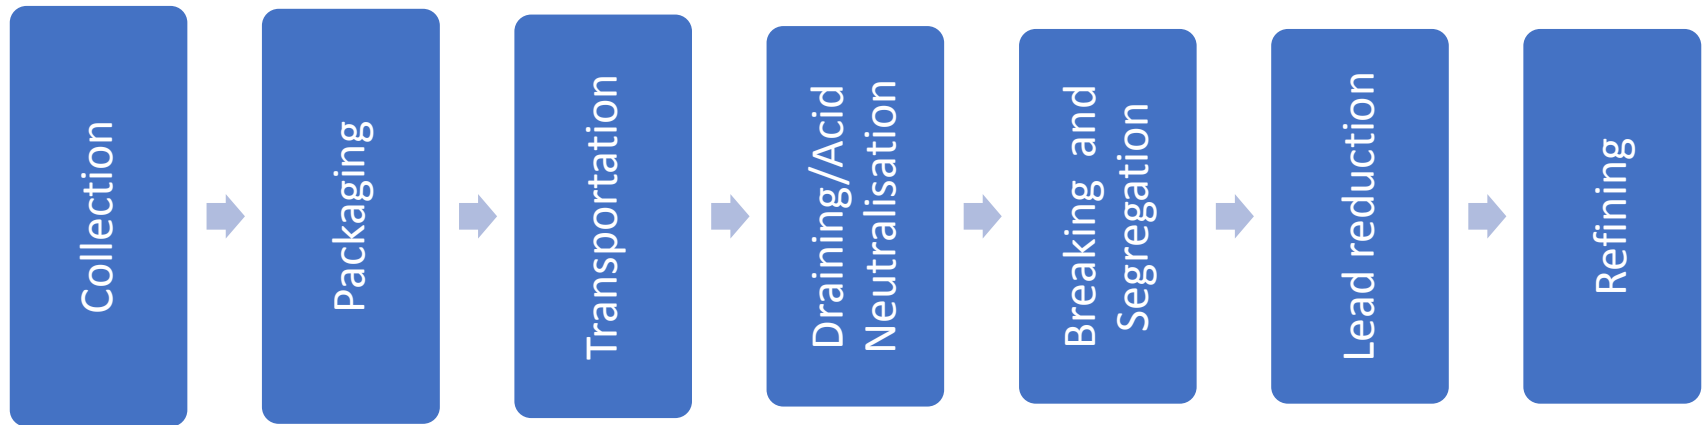 Collection
Packaging
Transportation
Draining/Acid
Neutralisation
Breaking and
Segregation
Lead reduction
Refining